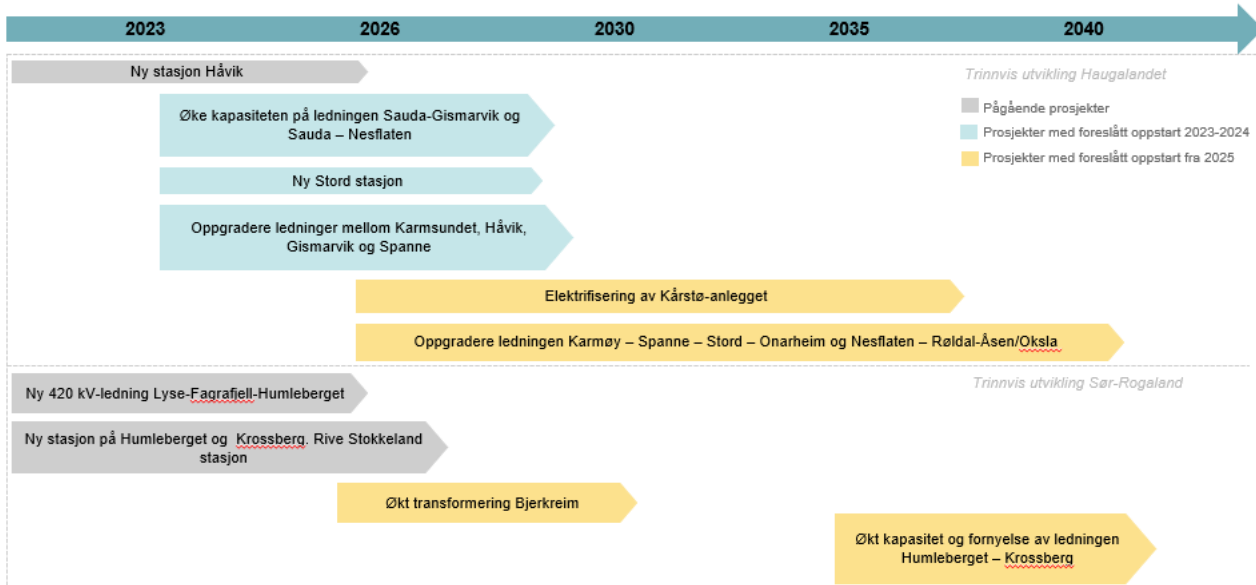 2023 2026 2030 2035 2040
Ny stasjon Håvik
Trinnvis utvikling Haugalandet
Pågående prosjekter
Prosjekter med foreslått oppstart 2023-2024
Prosjekter med foreslått oppstart fra 2025
Øke kapasiteten på ledningen Sauda-Gismarvik og
Sauda – Nesflaten
Ny Stord stasjon
Oppgradere ledninger mellom Karmsundet, Håvik,
Gismarvik og Spanne
Elektrifisering av Kårstø-anlegget
Oppgradere ledningen Karmøy – Spanne – Stord – Onarheim og Nesflaten – Røldal-Åsen/Oksla
Trinnvis utvikling Sør-Rogaland
Ny 420 kV-ledning Lyse-Fagrafjell-Humleberget
Ny stasjon på Humleberget og Krossberg. Rive Stokkeland
stasjon
Økt transformering Bjerkreim
Økt kapasitet og fornyelse av ledningen
Humleberget – Krossberg